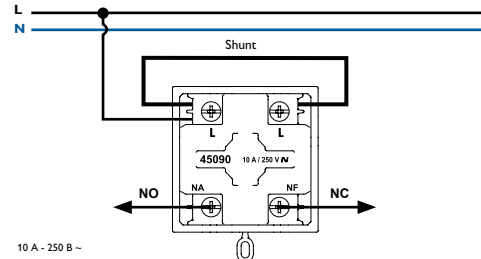 L
N
Shunt
L L
45090 10 A / 250 V N
NO NA NF NC
10 A - 250 B ~